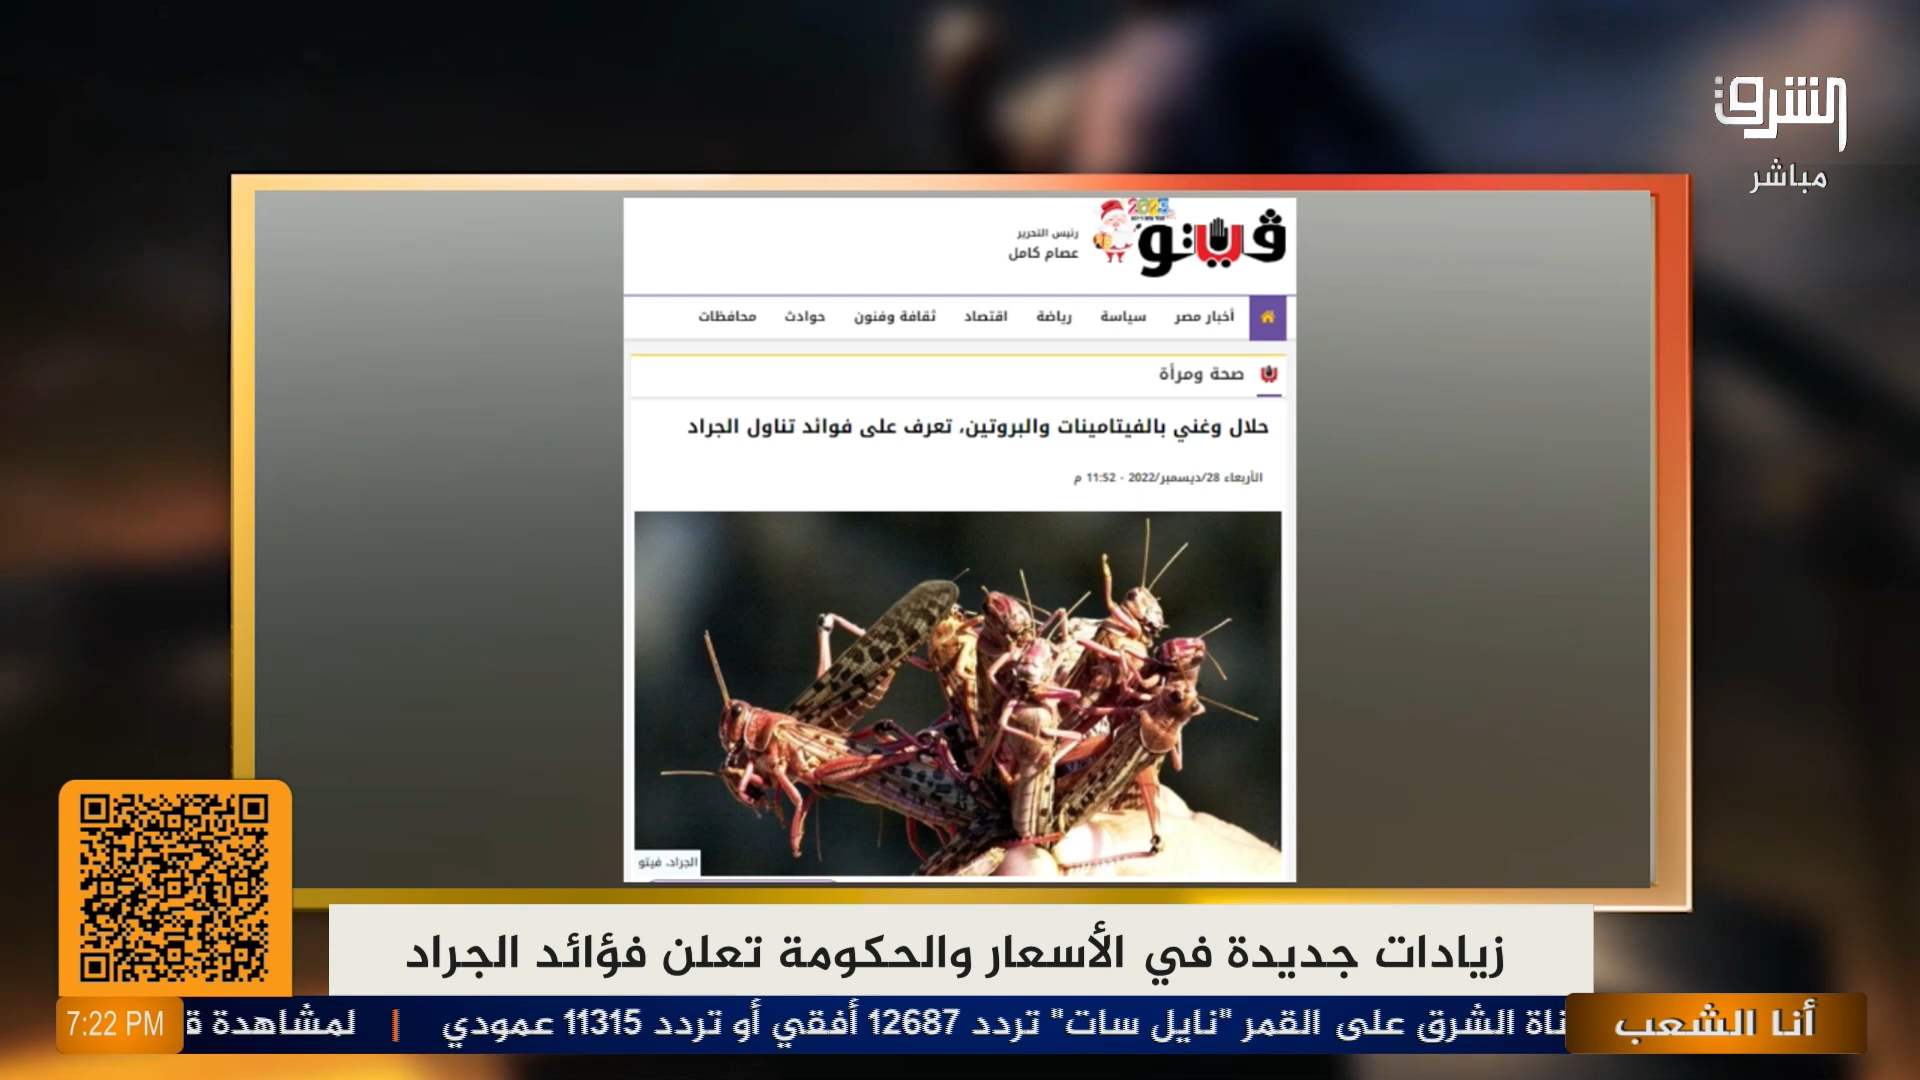 الشرق
مباشر
فيتو
2023
رئيس التحرير
عصام كامل
أخبار مصر سياسة رياضة اقتصاد ثقافة وفنون حوادث محافظات
صحة ومرأة
حلال وغني بالفيتامينات والبروتين، تعرف على فوائد تناول الجراد
الأربعاء 28/ديسمبر/2022 - 11:52 م
الجراد، فيتو
زيادات جديدة في الأسعار والحكومة تعلن فؤائد الجراد
أنا الشعب
ناة الشرق على القمر "نايل سات" تردد 12687 أفقي أو تردد 11315 عمودي | لمشاهدة ق
7:22 PM